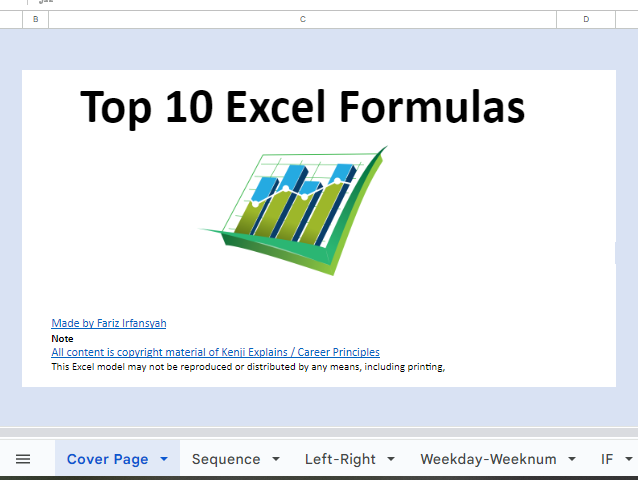 B C D
Top 10 Excel Formulas
Made by Fariz Irfansyah
Note
All content is copyright material of Kenji Explains / Career Principles
This Excel model may not be reproduced or distributed by any means, including printing,
Cover Page Sequence Left-Right Weekday-Weeknum IF